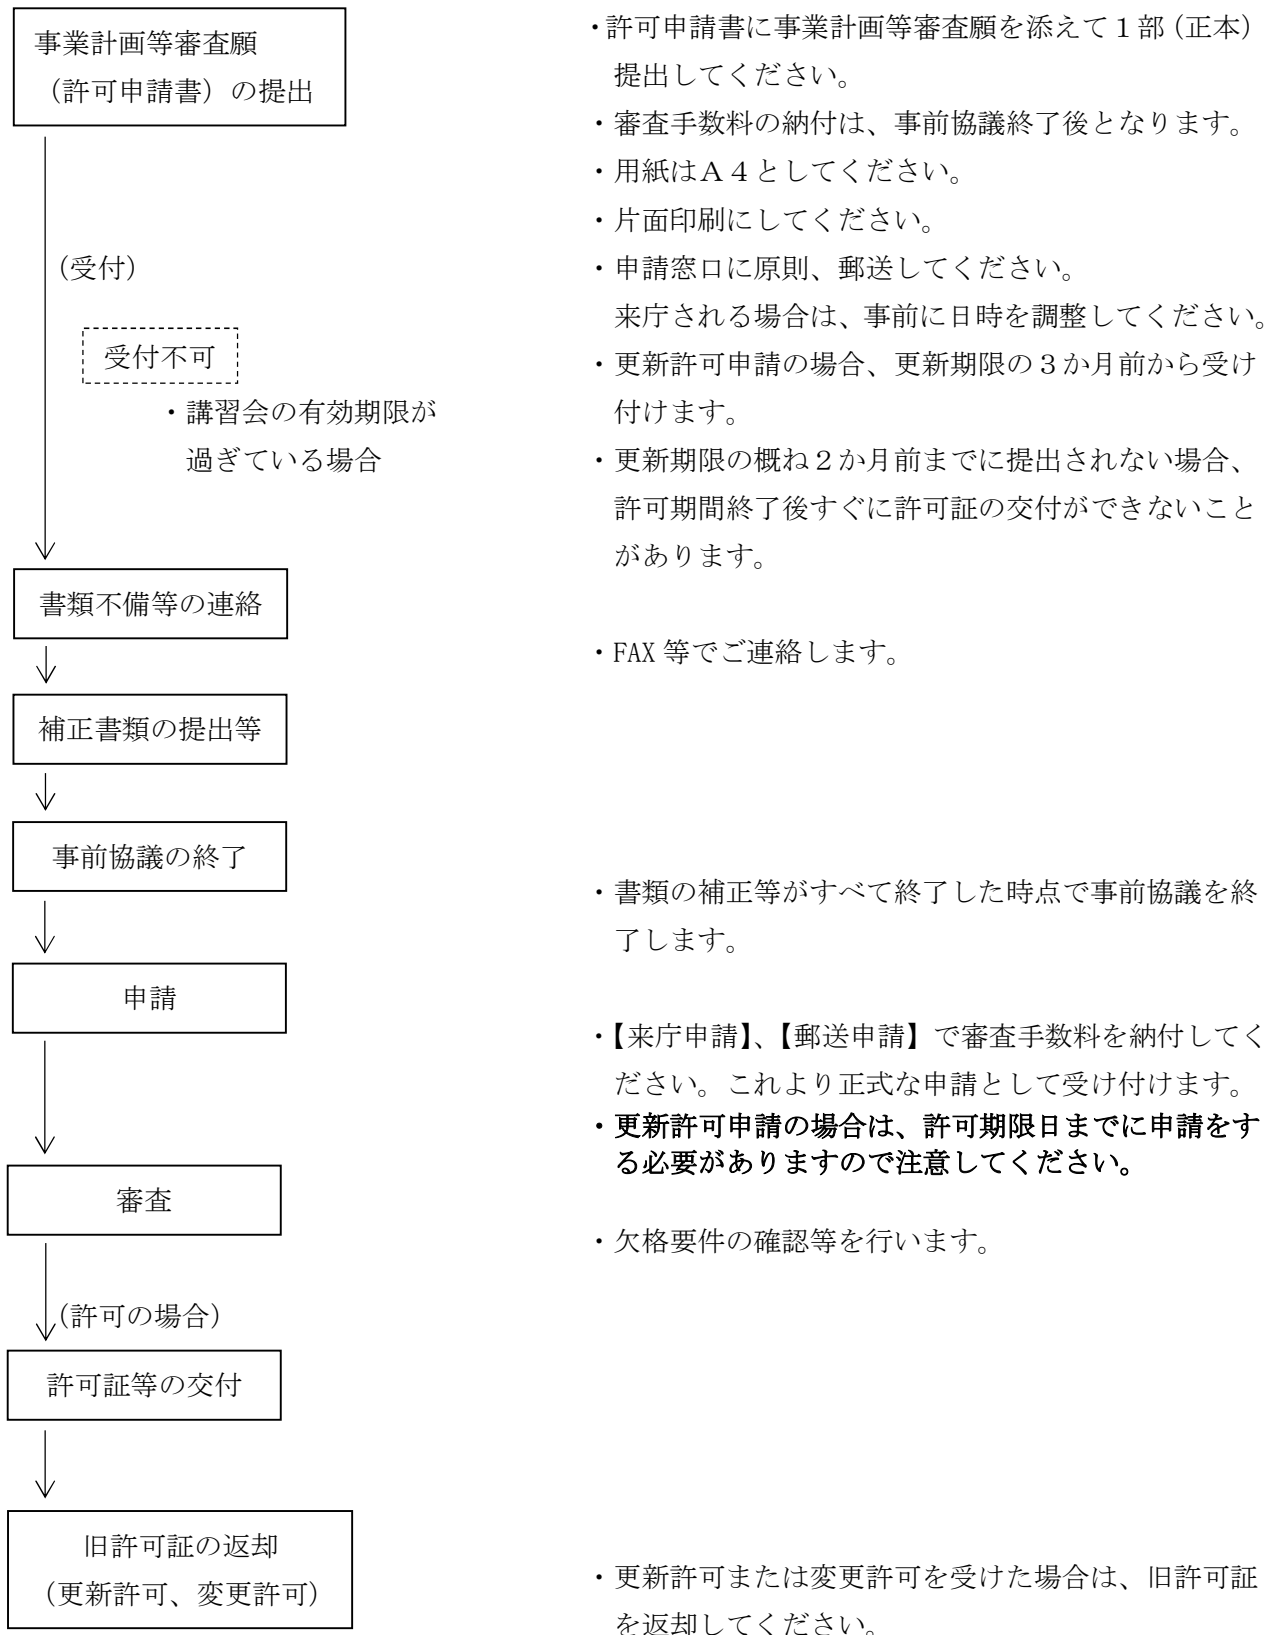 事業計画等審査願
（許可申請書）の提出
・許可申請書に事業計画等審査願を添えて１部（正本）
提出してください。
・審査手数料の納付は、事前協議終了後となります。
・用紙はＡ４としてください。
・片面印刷にしてください。
（受付）
・申請窓口に原則、郵送してください。
来庁される場合は、事前に日時を調整してください。
受付不可
・講習会の有効期限が
過ぎている場合
・更新許可申請の場合、更新期限の３か月前から受け
付けます。
・更新期限の概ね２か月前までに提出されない場合、
許可期間終了後すぐに許可証の交付ができないこと
があります。
書類不備等の連絡
・FAX 等でご連絡します。
補正書類の提出等
事前協議の終了
・書類の補正等がすべて終了した時点で事前協議を終
了します。
申請
・【来庁申請】、【郵送申請】で審査手数料を納付してく
ださい。これより正式な申請として受け付けます。
・更新許可申請の場合は、許可期限日までに申請をす
る必要がありますので注意してください。
審査
・欠格要件の確認等を行います。
（許可の場合）
許可証等の交付
旧許可証の返却
（更新許可、変更許可）
・更新許可または変更許可を受けた場合は、旧許可証
を返却してください。